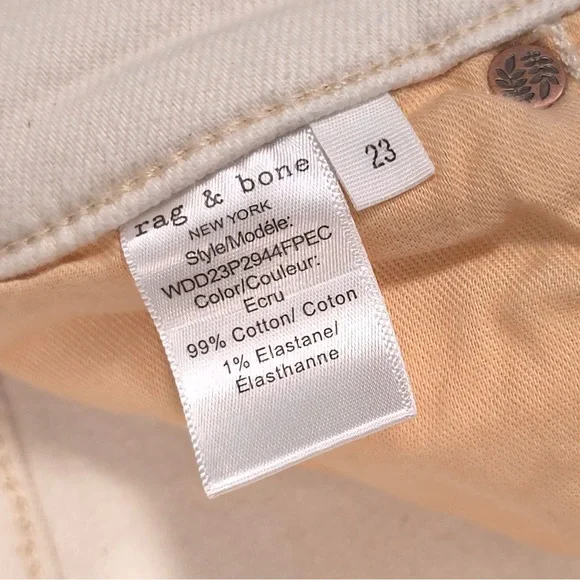 rag & bone
NEW YORK
Style/Modèle:
WDD23P2944FPEC
Color/Couleur:
Ecru
99% Cotton/ Coton
1% Elastane/
Élasthanne
23